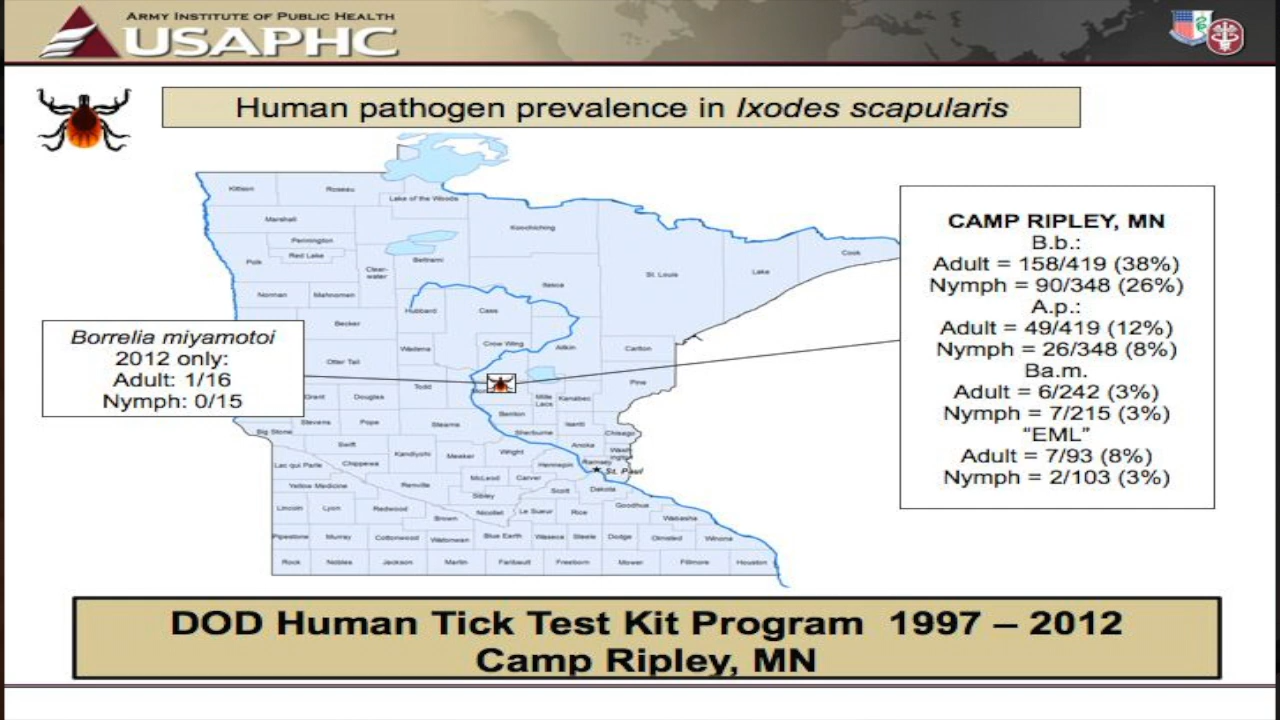 ARMY INSTITUTE OF PUBLIC HEALTH
USAPHC
Human pathogen prevalence in Ixodes scapularis
Kittson
Roseau
Lake of the Woods
Marshall
Koochiching
Pennington
Red Lake
Polk
Clear-
water
Beltrami
Cook
St. Louis
Lake
Itasca
Norman
Mahnomen
Hubbard
Cass
Becker
Crow Wing
Aitkin
Carlton
Wadena
Otter Tail
Todd
Pine
Grant
Douglas
Mille
Lacs
Kanabec
Benton
Stevens
Pope
Stearns
Isanti
Big Stone
Sherburne
Chisago
Swift
Anoka
Wash
ington
Kandiyohi
Meeker
Wright
Lac qui Parle
Chippewa
Hennepin
Ramsey
St. Paul
McLeod
Carver
Yellow Medicine
Renville
Scott
Dakota
Sibley
Lincoln
Lyon
Redwood
Nicollet
Le Sueur
Rice
Goodhue
Brown
Wabasha
Pipestone
Murray
Cottonwood
Watonwan
Blue Earth
Waseca
Steele
Dodge
Olmsted
Winona
Rock
Nobles
Jackson
Martin
Faribault
Freeborn
Mower
Fillmore
Houston
Borrelia miyamotoi
2012 only:
Adult: 1/16
Nymph: 0/15
CAMP RIPLEY, MN
B.b.:
Adult = 158/419 (38%)
Nymph = 90/348 (26%)
A.p.:
Adult = 49/419 (12%)
Nymph = 26/348 (8%)
Ba.m.
Adult = 6/242 (3%)
Nymph = 7/215 (3%)
“EML”
Adult = 7/93 (8%)
Nymph = 2/103 (3%)
DOD Human Tick Test Kit Program 1997 – 2012
Camp Ripley, MN